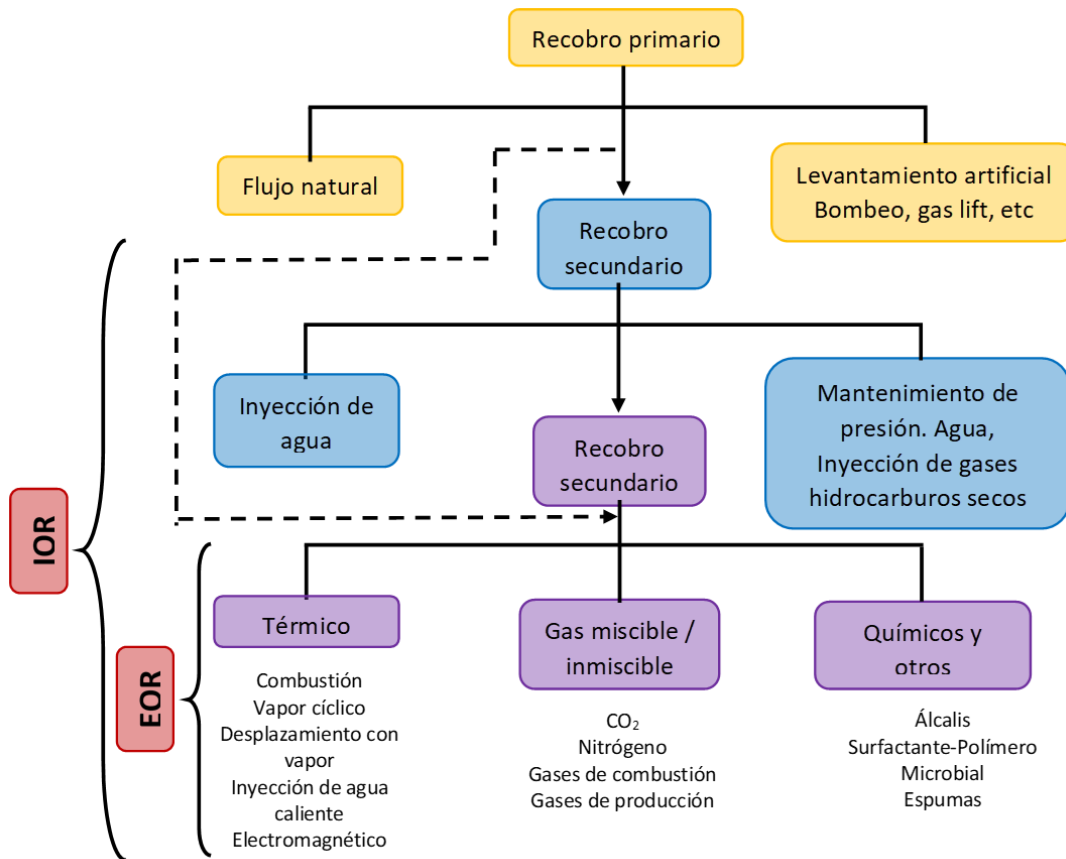 Recobro primario
Flujo natural
Levantamiento artificial
Bombeo, gas lift, etc
Recobro
secundario
Inyección de
agua
Mantenimiento de
presión. Agua,
Inyección de gases
hidrocarburos secos
Recobro
secundario
IOR
EOR
Térmico
Combustión
Vapor cíclico
Desplazamiento con
vapor
Inyección de agua
caliente
Electromagnético
Gas miscible /
inmiscible
CO₂
Nitrógeno
Gases de combustión
Gases de producción
Químicos y
otros
Álcalis
Surfactante-Polímero
Microbial
Espumas